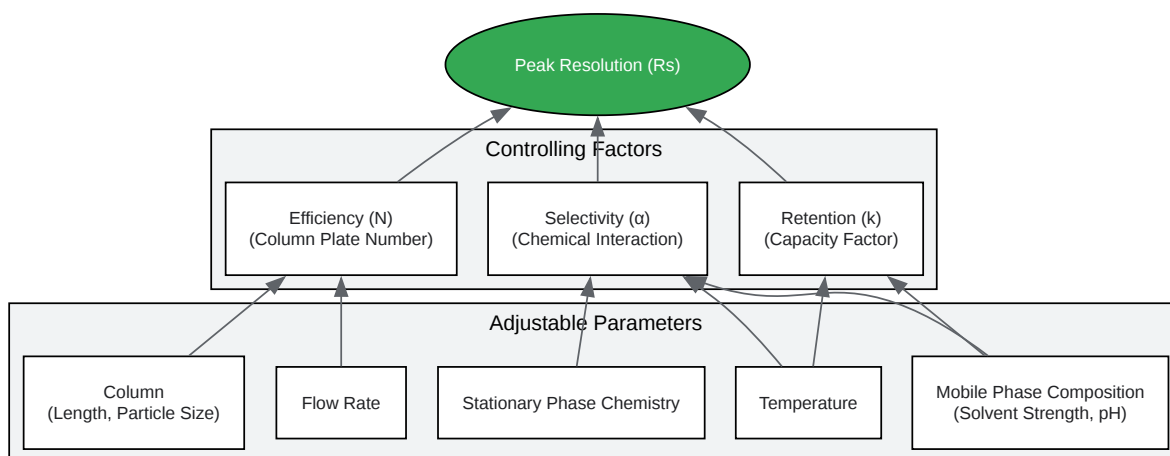 Peak Resolution (Rs)
Controlling Factors
Efficiency (N)
(Column Plate Number)
Selectivity (α)
(Chemical Interaction)
Retention (k)
(Capacity Factor)
Adjustable Parameters
Column
(Length, Particle Size)
Flow Rate
Stationary Phase Chemistry
Temperature
Mobile Phase Composition
(Solvent Strength, pH)